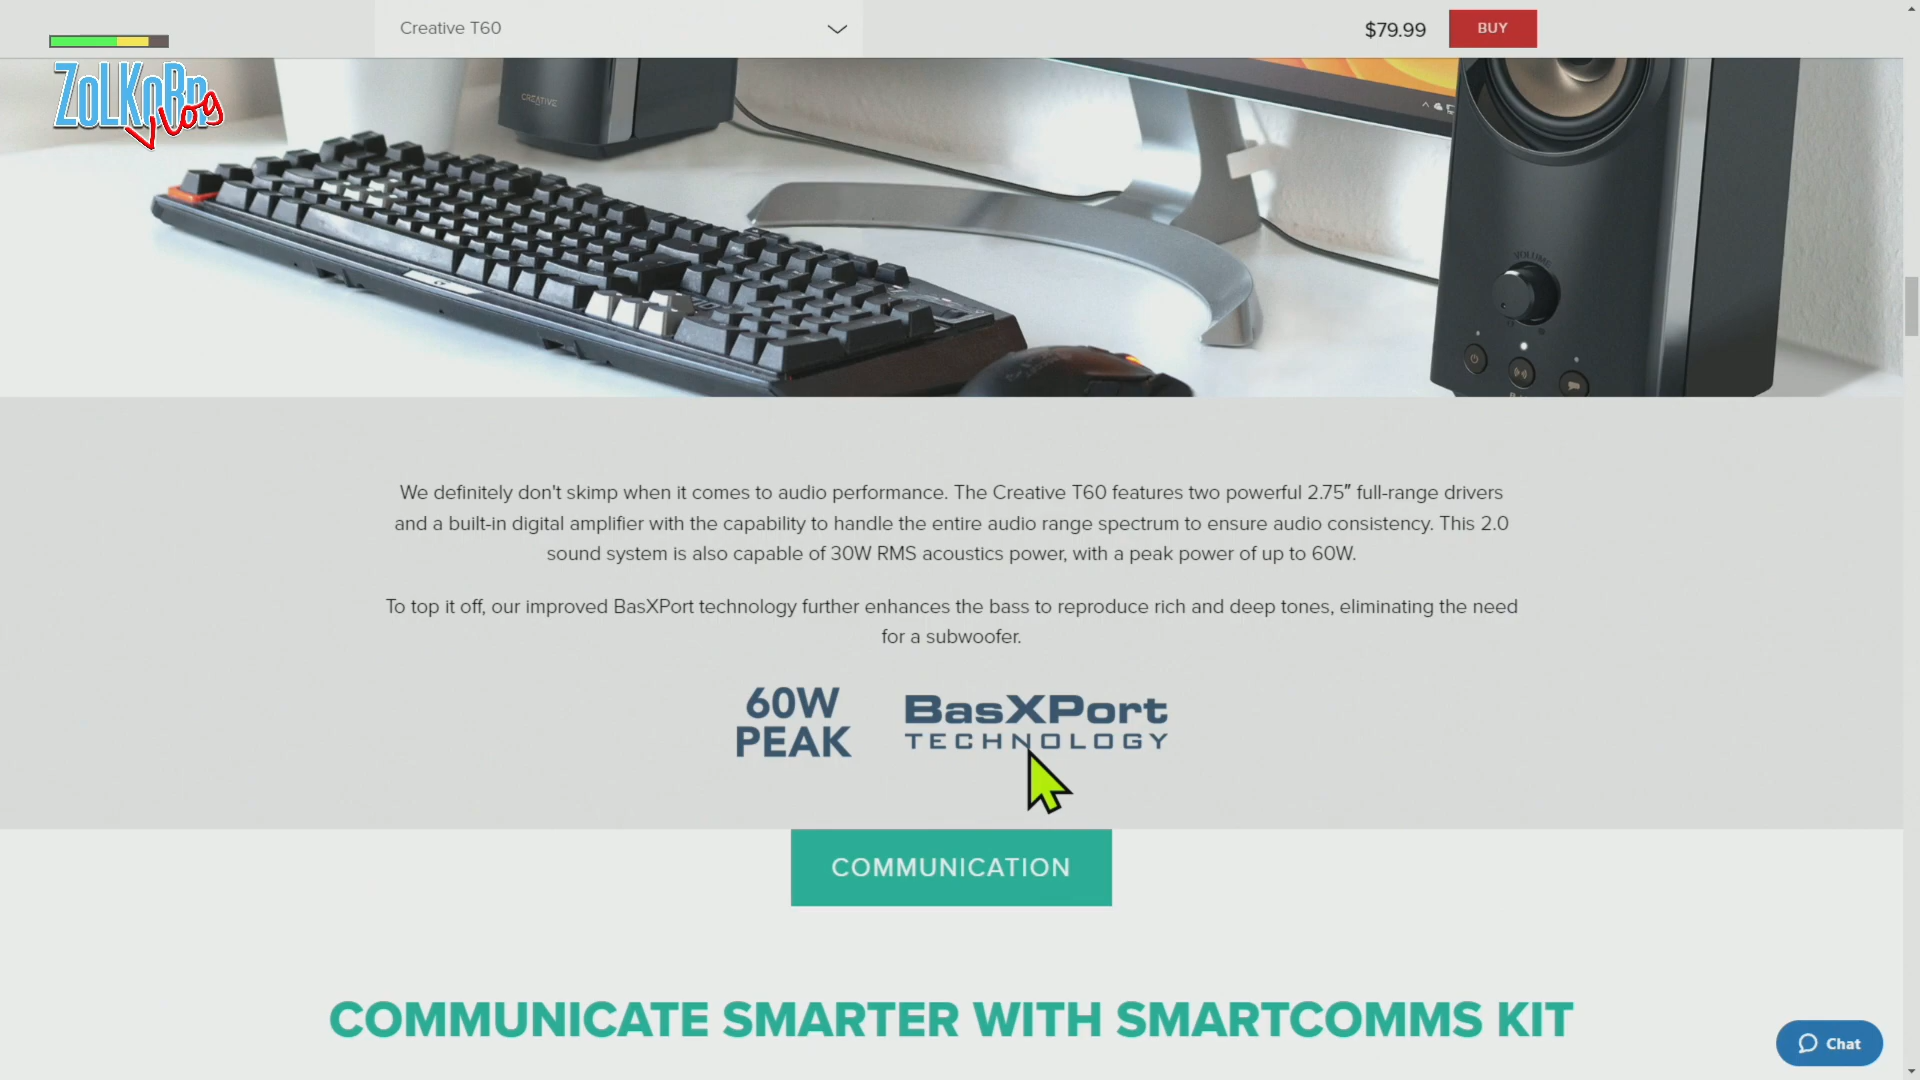 Creative T60
$79.99
BUY
ZOLKORP
Vlog
CREATIVE
VOLUME
We definitely don't skimp when it comes to audio performance. The Creative T60 features two powerful 2.75″ full-range drivers
and a built-in digital amplifier with the capability to handle the entire audio range spectrum to ensure audio consistency. This 2.0
sound system is also capable of 30W RMS acoustics power, with a peak power of up to 60W.
To top it off, our improved BasXPort technology further enhances the bass to reproduce rich and deep tones, eliminating the need
for a subwoofer.
60W
PEAK
BasXPort
TECHNOLOGY
COMMUNICATION
COMMUNICATE SMARTER WITH SMARTCOMMS KIT
Chat